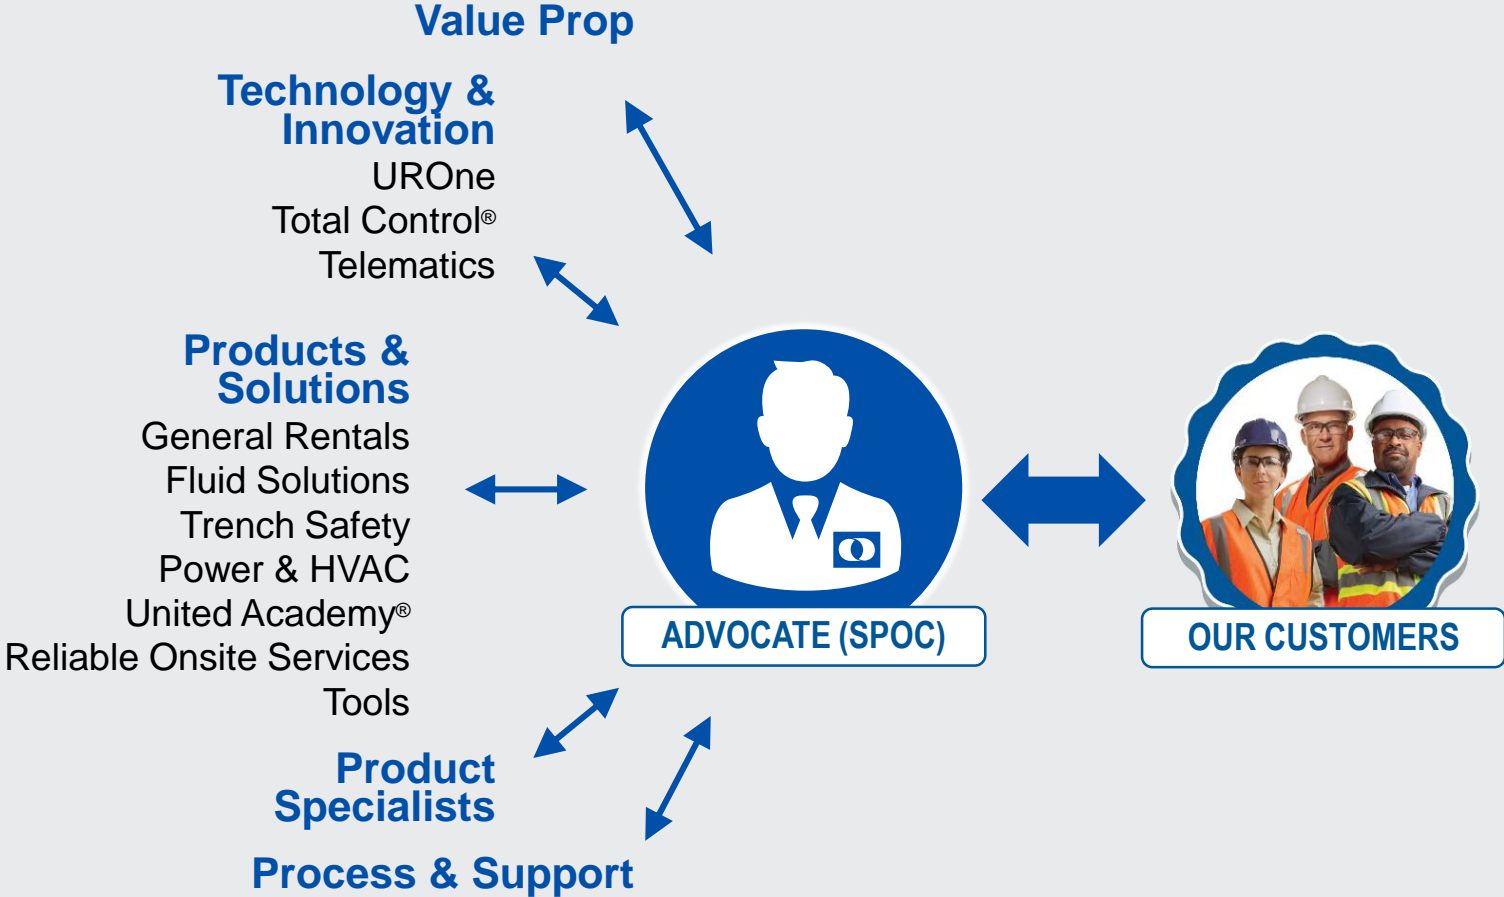 Value Prop
Technology &
Innovation
UROne
Total Control®
Telematics
Products &
Solutions
General Rentals
Fluid Solutions
Trench Safety
Power & HVAC
United Academy®
Reliable Onsite Services
Tools
Product
Specialists
Process & Support
ADVOCATE (SPOC)
OUR CUSTOMERS